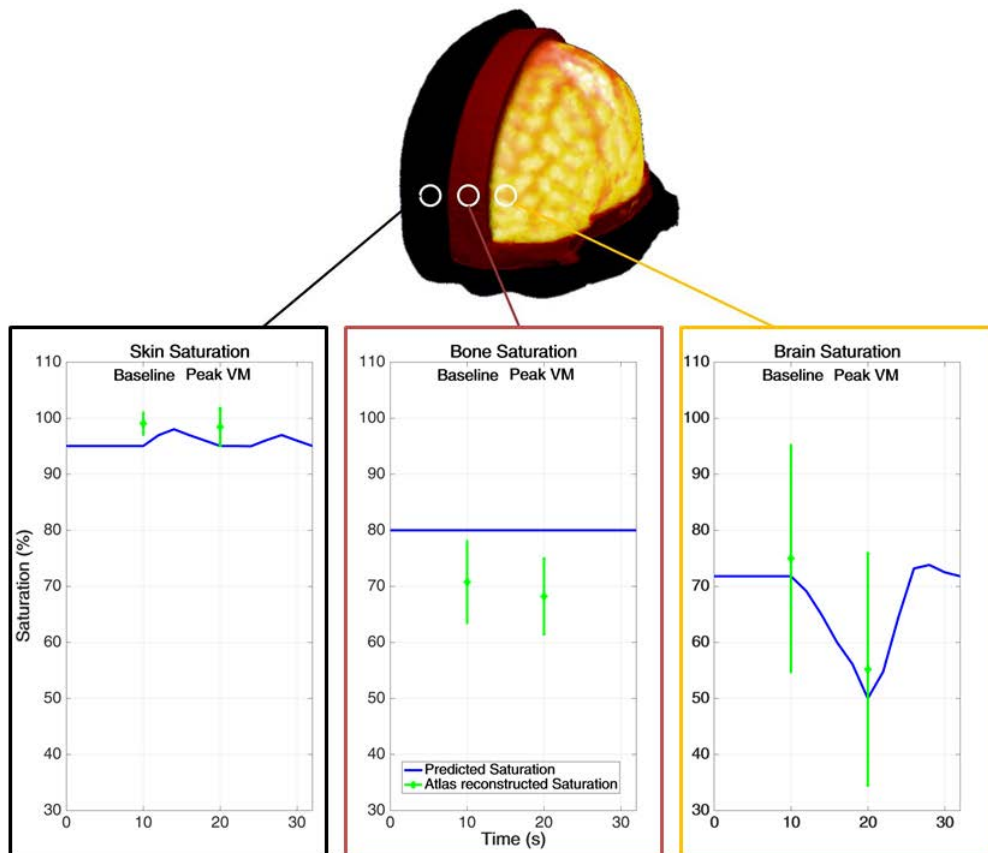 Skin Saturation
Baseline Peak VM
110
100
90
80
70
60
50
40
30
0 10 20 30
Saturation (%)
Bone Saturation
Baseline Peak VM
110
100
90
80
70
60
50
40
30
0 10 20 30
Predicted Saturation
Atlas reconstructed Saturation
Time (s)
Brain Saturation
Baseline Peak VM
110
100
90
80
70
60
50
40
30
0 10 20 30